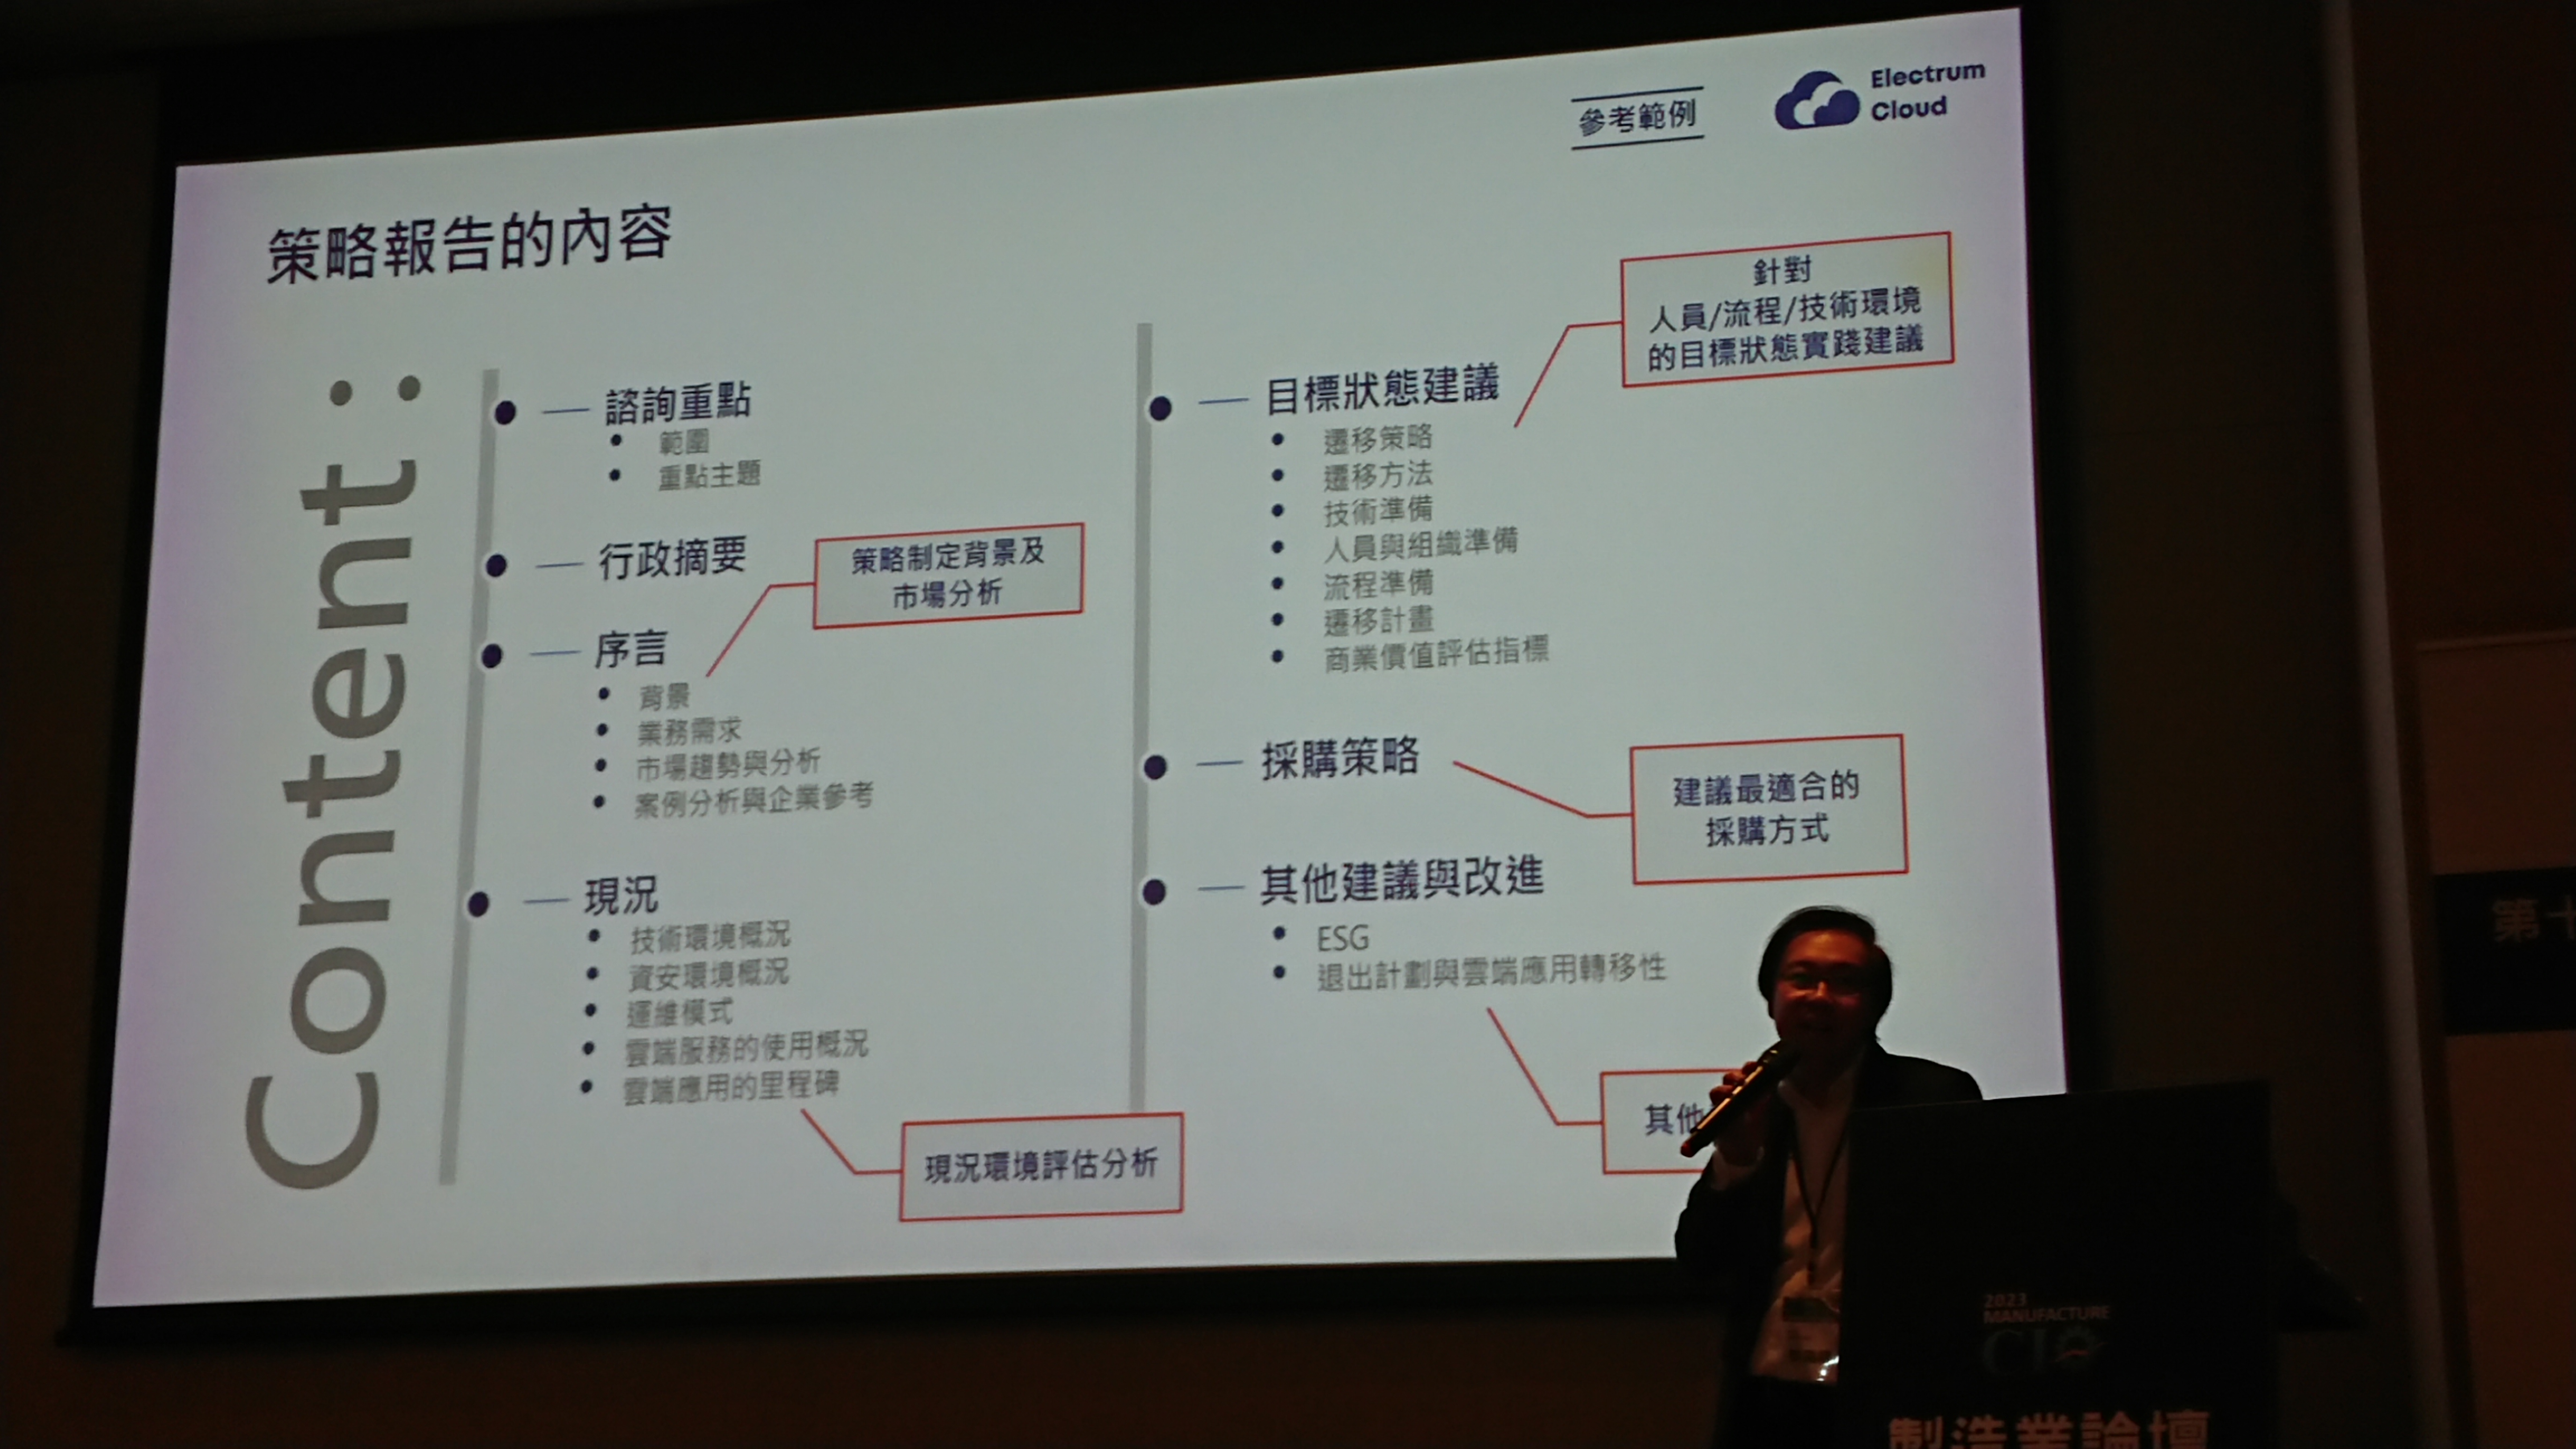 參考範例
Electrum
Cloud
策略報告的內容
Content:
諮詢重點
範圍
重點主題
行政摘要
策略制定背景及
市場分析
序言
背景
業務需求
市場趨勢與分析
案例分析與企業參考
現況
技術環境概況
資安環境概況
運維模式
雲端服務的使用概況
雲端應用的里程碑
現況環境評估分析
目標狀態建議
針對
人員/流程/技術環境
的目標狀態實踐建議
遷移策略
遷移方法
技術準備
人員與組織準備
流程準備
遷移計畫
商業價值評估指標
採購策略
建議最適合的
採購方式
其他建議與改進
ESG
退出計劃與雲端應用轉移性
其他
第十
2023
MANUFACTURE
CIO
製造業論壇